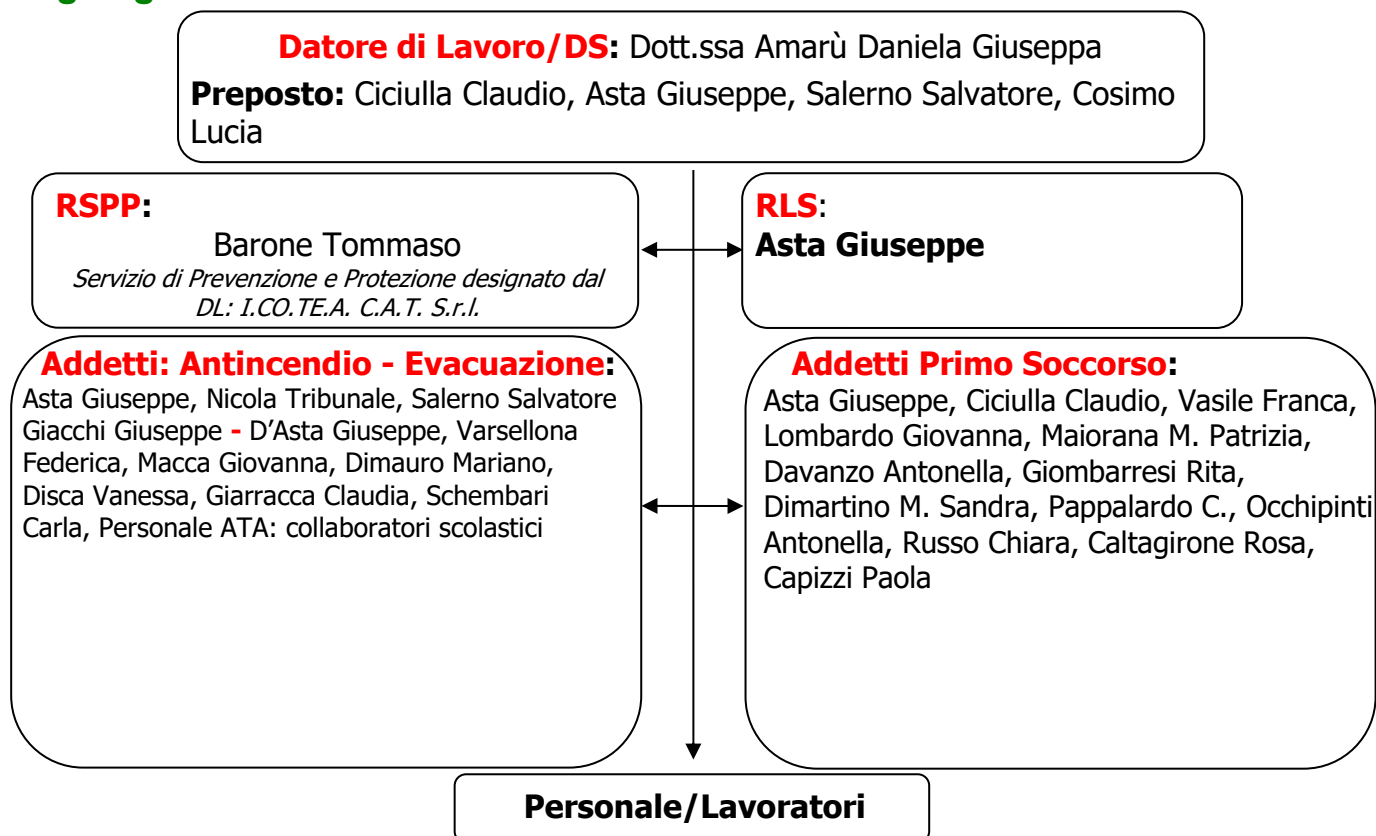 Datore di Lavoro/DS: Dott.ssa Amarù Daniela Giuseppa
Preposto: Ciciulla Claudio, Asta Giuseppe, Salerno Salvatore, Cosimo
Lucia
RSPP:
Barone Tommaso
Servizio di Prevenzione e Protezione designato dal
DL: I.CO.TE.A. C.A.T. S.r.l.
RLS:
Asta Giuseppe
Addetti: Antincendio - Evacuazione:
Asta Giuseppe, Nicola Tribunale, Salerno Salvatore
Giacchi Giuseppe - D’Asta Giuseppe, Varsellona
Federica, Macca Giovanna, Dimauro Mariano,
Disca Vanessa, Giarracca Claudia, Schembari
Carla, Personale ATA: collaboratori scolastici
Addetti Primo Soccorso:
Asta Giuseppe, Ciciulla Claudio, Vasile Franca,
Lombardo Giovanna, Maiorana M. Patrizia,
Davanzo Antonella, Giombarresi Rita,
Dimartino M. Sandra, Pappalardo C., Occhipinti
Antonella, Russo Chiara, Caltagirone Rosa,
Capizzi Paola
Personale/Lavoratori